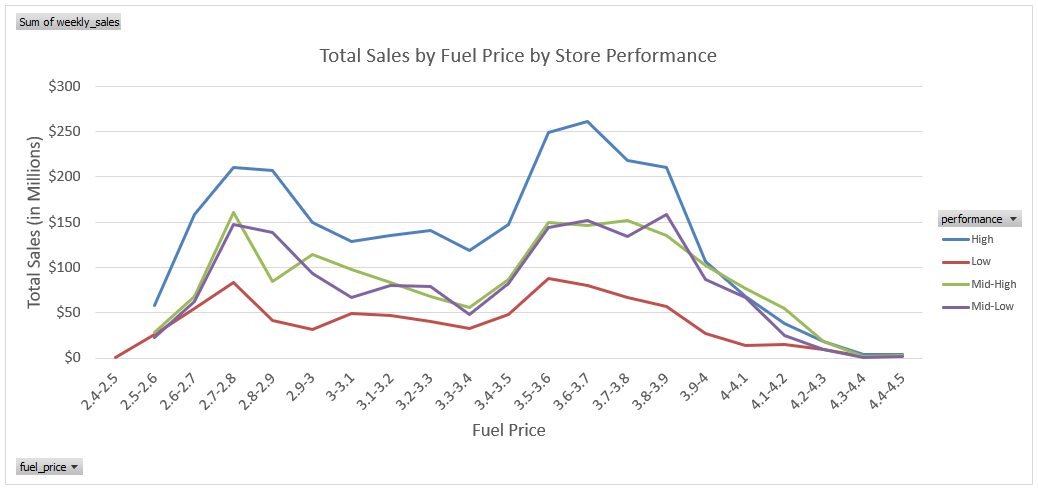 Sum of weekly_sales
Total Sales by Fuel Price by Store Performance
Total Sales (in Millions)
$300
$250
$200
$150
$100
$50
$0
2.4-2.5
2.5-2.6
2.6-2.7
2.7-2.8
2.8-2.9
2.9-3
3-3.1
3.1-3.2
3.2-3.3
3.3-3.4
3.4-3.5
3.5-3.6
3.6-3.7
3.7-3.8
3.8-3.9
3.9-4
4-4.1
4.1-4.2
4.2-4.3
4.3-4.4
4.4-4.5
Fuel Price
performance
High
Low
Mid-High
Mid-Low
fuel_price